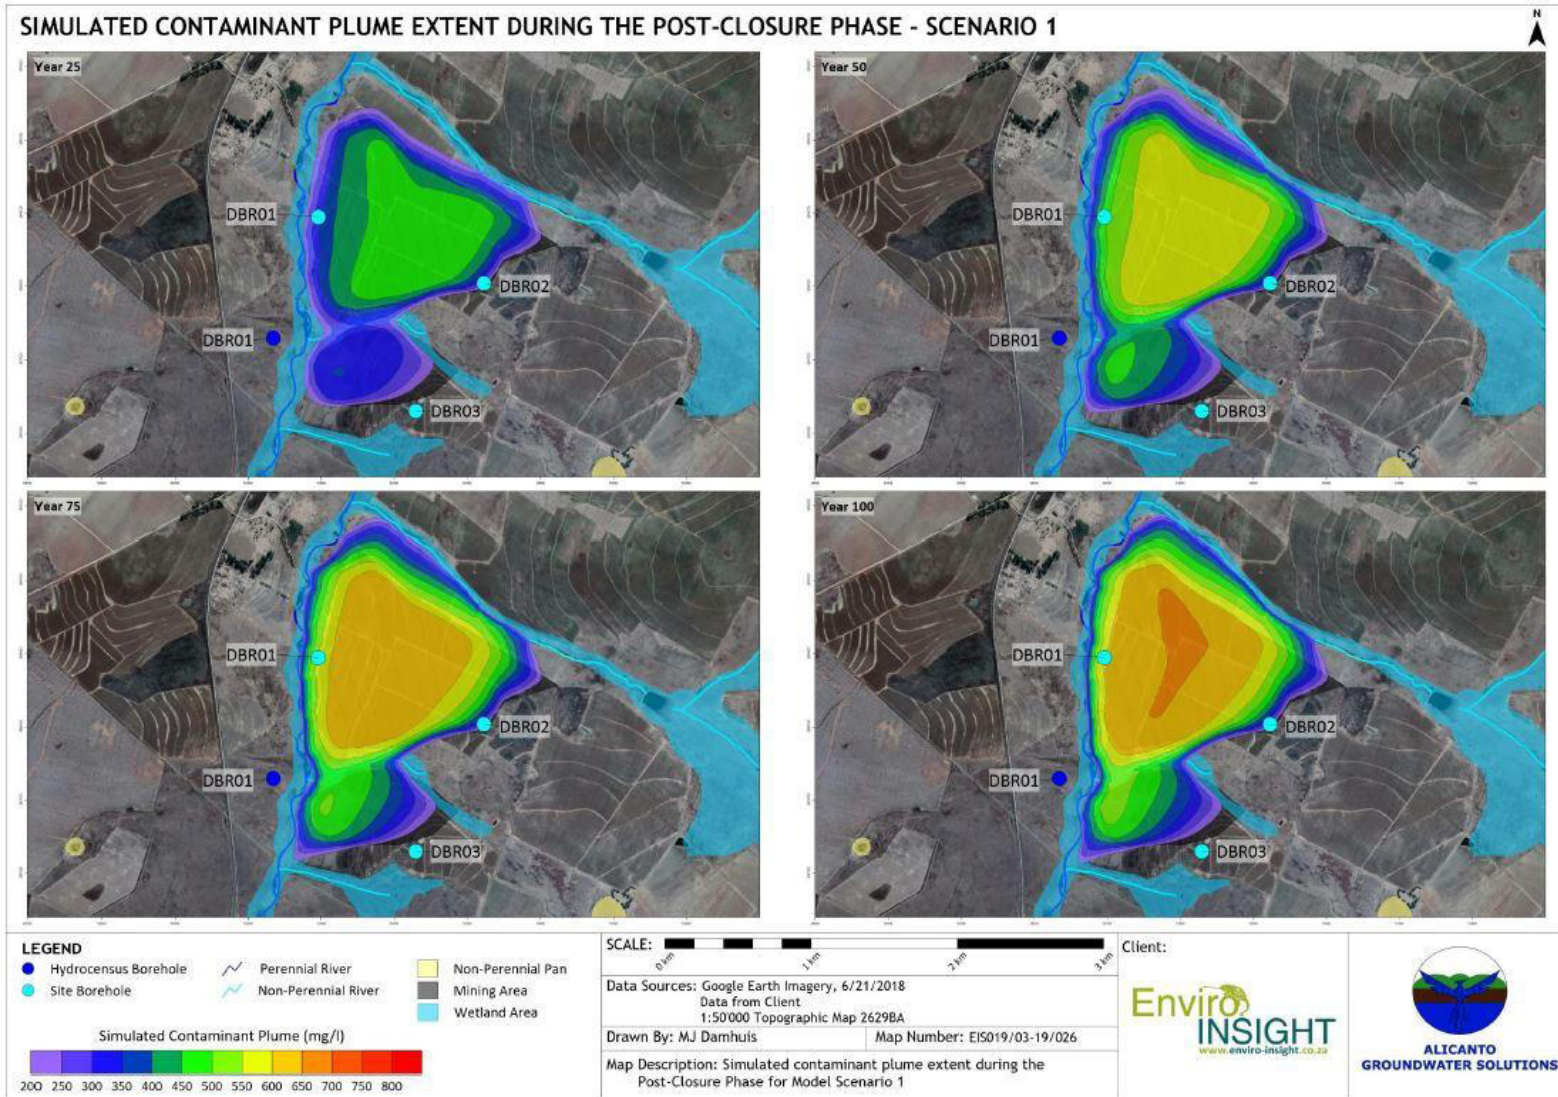 SIMULATED CONTAMINANT PLUME EXTENT DURING THE POST-CLOSURE PHASE - SCENARIO 1
N
Year 25
DBR01
DBR02
DBR01
DBR03
Year 50
DBR01
DBR02
DBR01
DBR03
Year 75
DBR01
DBR02
DBR01
DBR03
Year 100
DBR01
DBR02
DBR01
DBR03
LEGEND
Hydrocensus Borehole
Site Borehole
Perennial River
Non-Perennial River
Non-Perennial Pan
Mining Area
Wetland Area
Simulated Contaminant Plume (mg/l)
200 250 300 350 400 450 500 550 600 650 700 750 800
SCALE:
0 km 1 km 2 km 3 km
Data Sources: Google Earth Imagery, 6/21/2018
Data from Client
1:50'000 Topographic Map 2629BA
Drawn By: MJ Damhuis
Map Number: EIS019/03-19/026
Map Description: Simulated contaminant plume extent during the
Post-Closure Phase for Model Scenario 1
Client:
Enviro
INSIGHT
www.enviro-insight.co.za
ALICANTO
GROUNDWATER SOLUTIONS